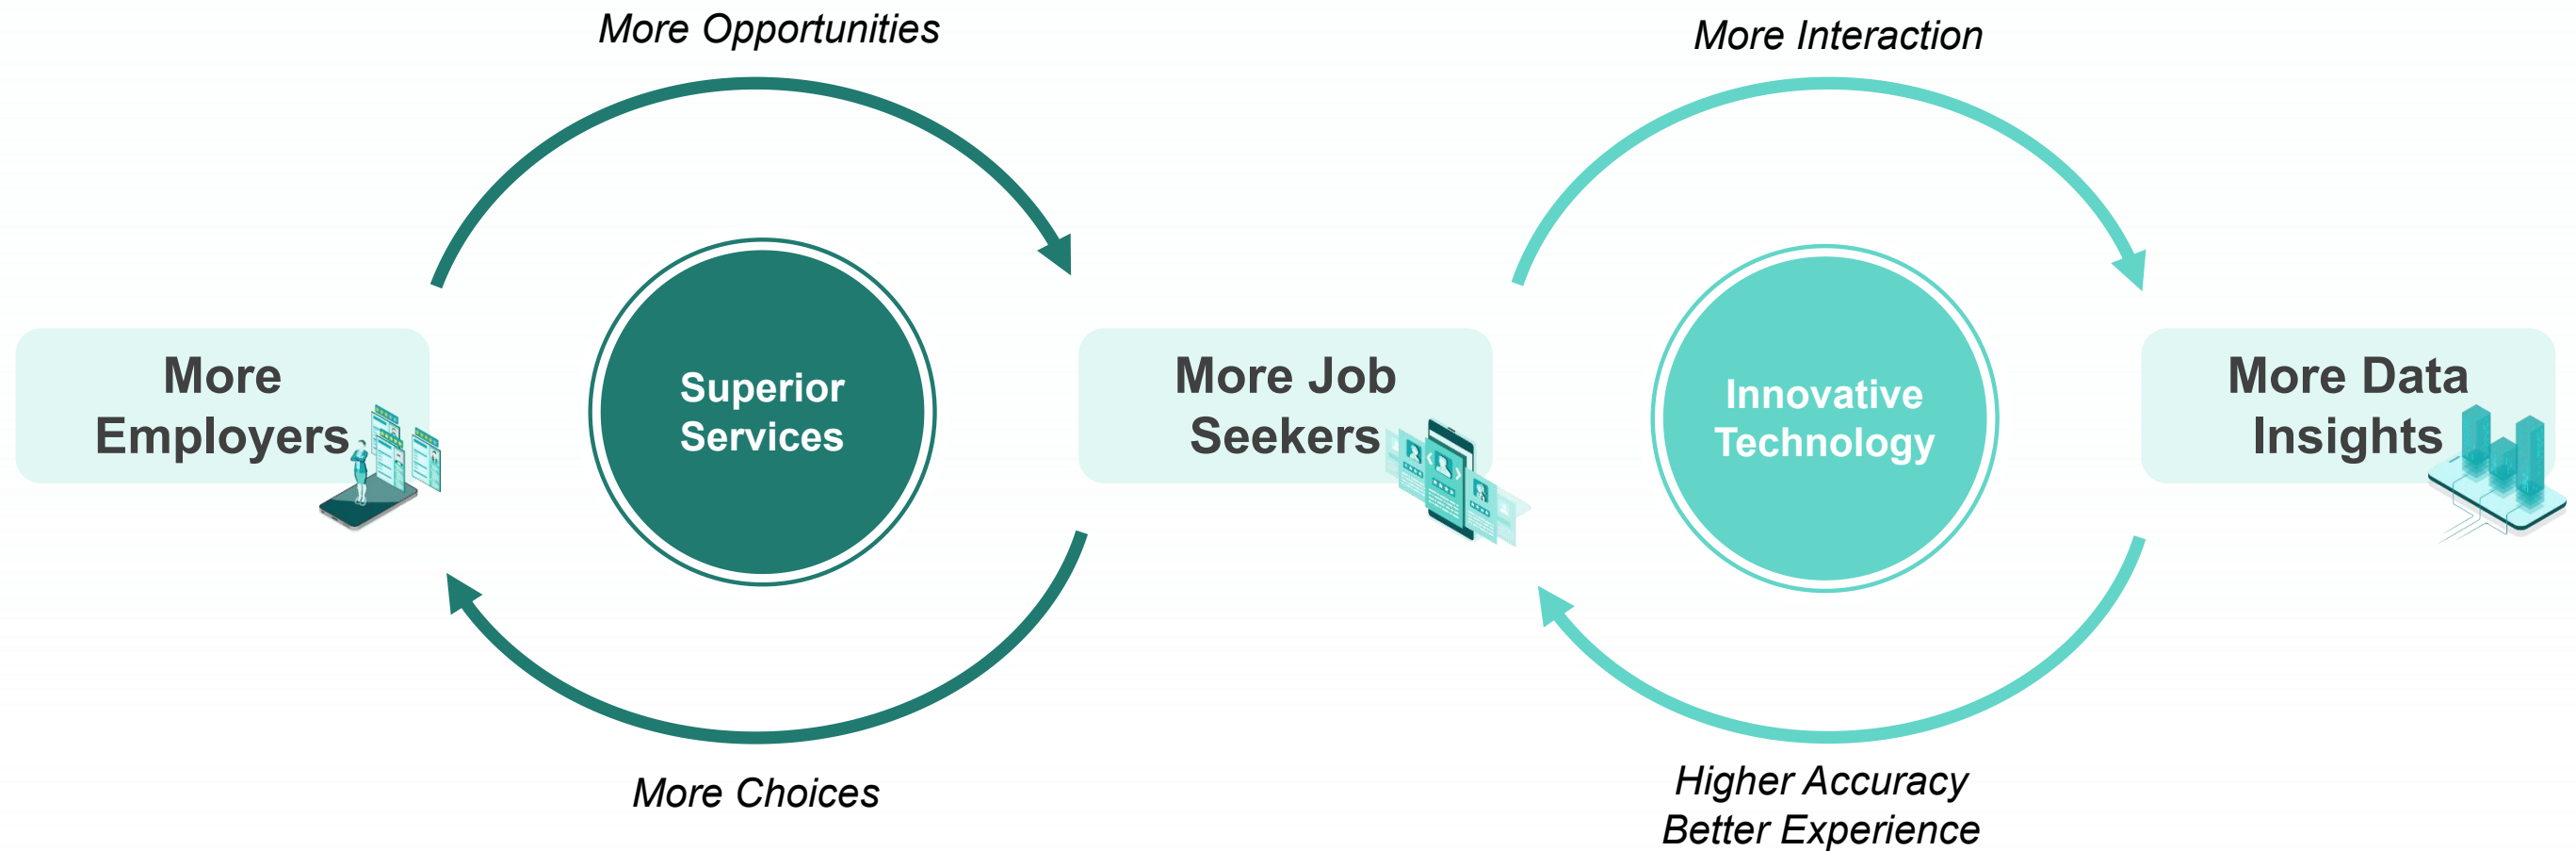 More Opportunities
More Interaction
More
Employers
Superior
Services
More Job
Seekers
Innovative
Technology
More Data
Insights
More Choices
Higher Accuracy
Better Experience